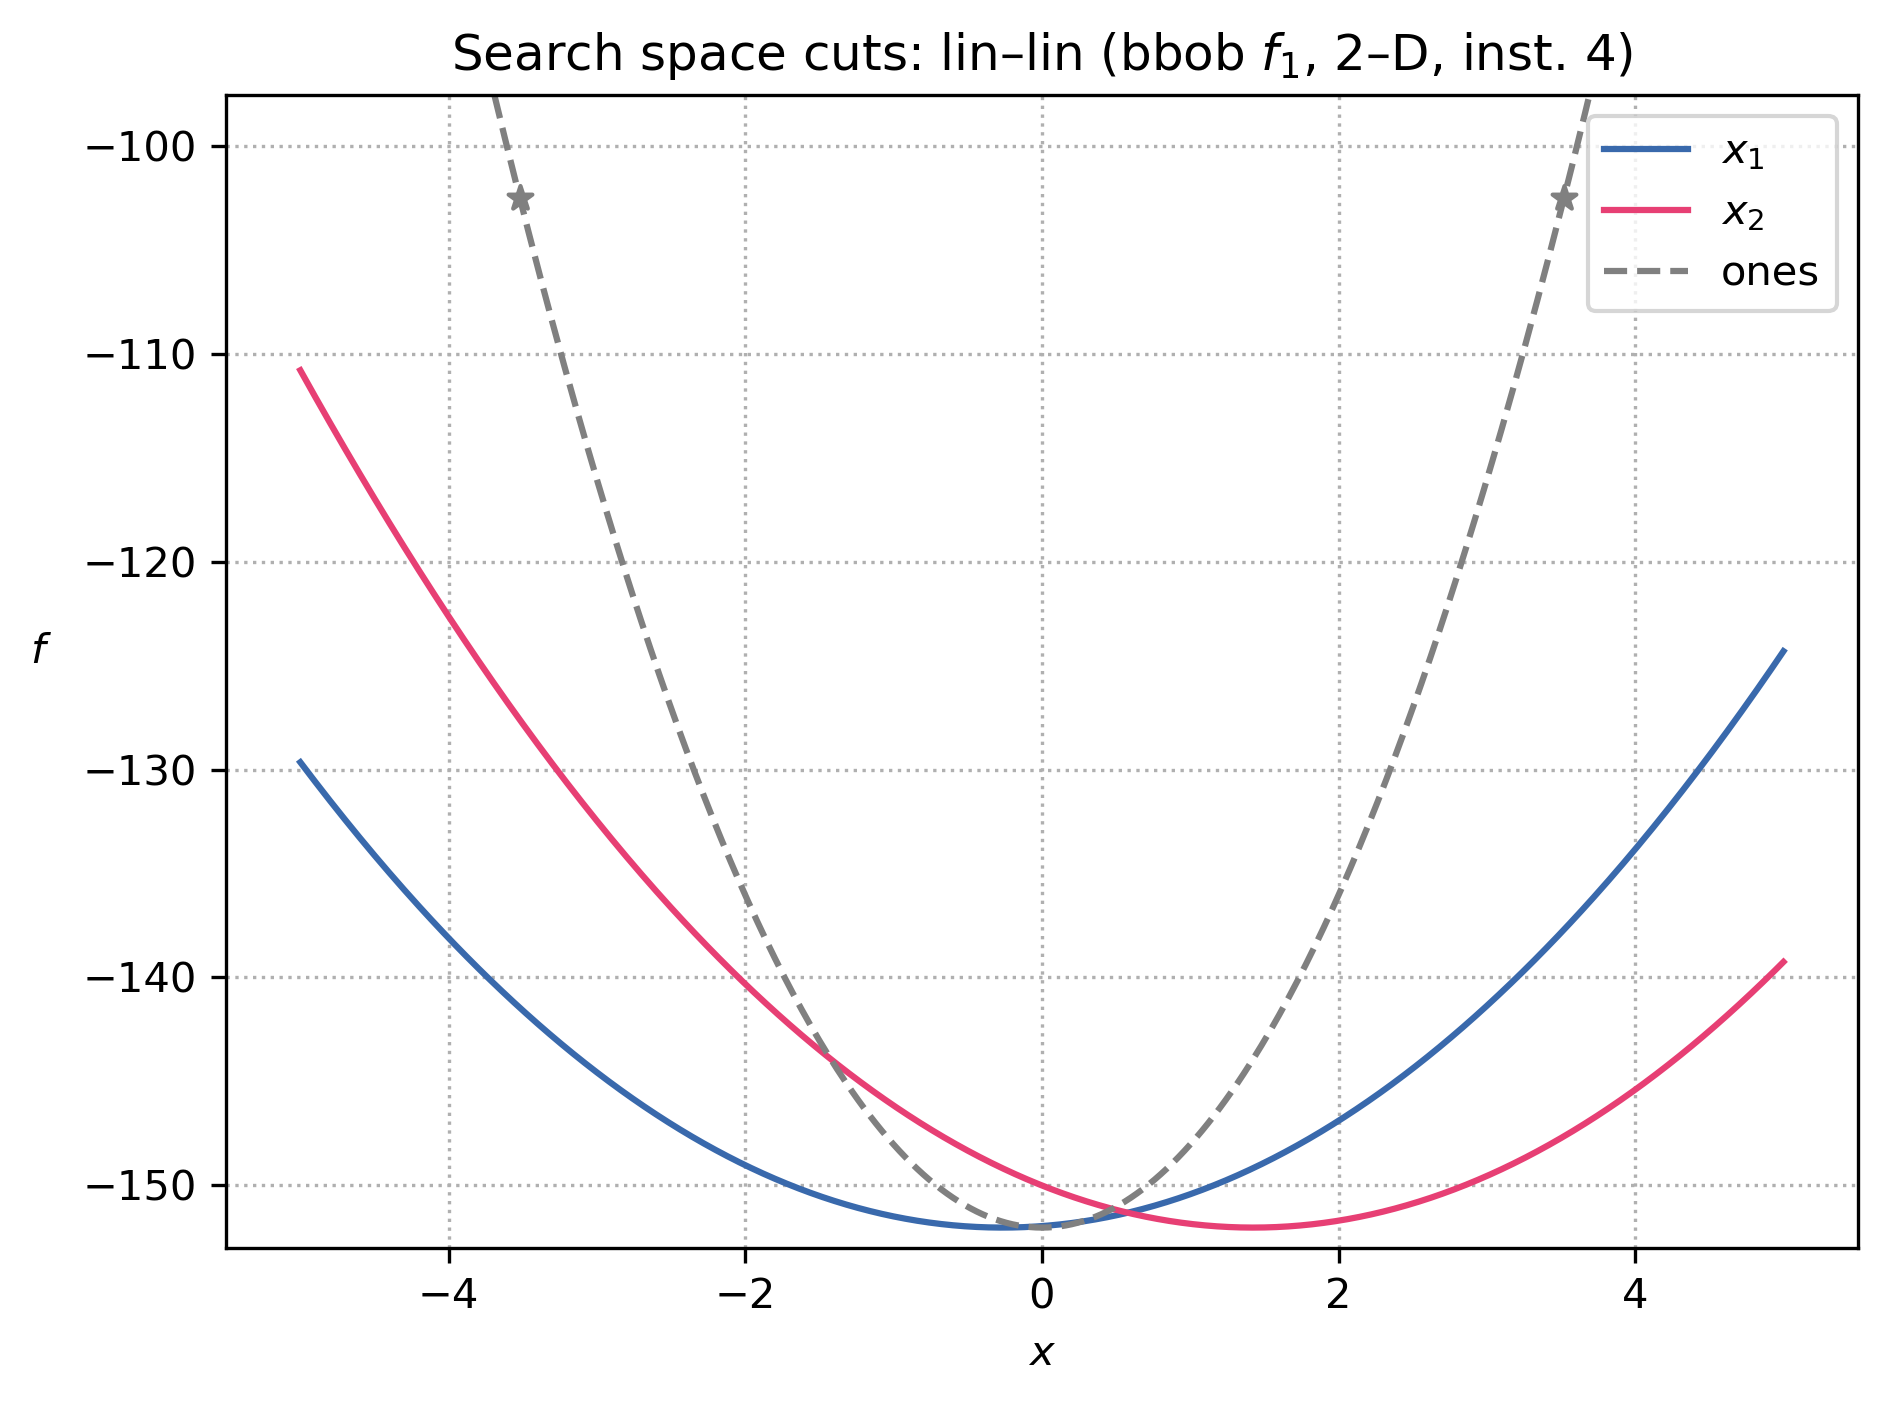 Search space cuts: lin–lin (bbob f₁, 2–D, inst. 4)
−100
−110
−120
−130
−140
−150
f
x₁
x₂
ones
−4
−2
0
2
4
x